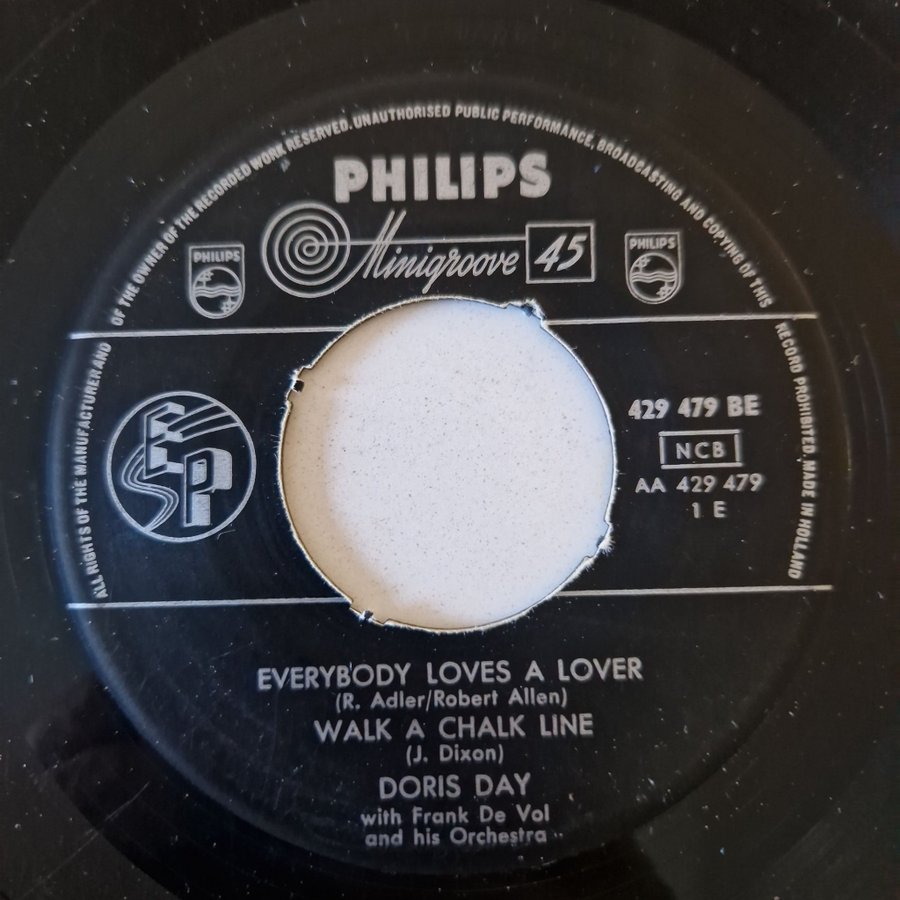 ALL RIGHTS OF THE MANUFACTURER AND OF THE OWNER OF THE RECORDED WORK RESERVED. UNAUTHORISED PUBLIC PERFORMANCE, BROADCASTING AND COPYING OF THIS RECORD PROHIBITED. MADE IN HOLLAND
PHILIPS
Minigroove 45
PHILIPS
PHILIPS
ESP
429 479 BE
NCB
AA 429 479
1 E
EVERYBODY LOVES A LOVER
(R. Adler/Robert Allen)
WALK A CHALK LINE
(J. Dixon)
DORIS DAY
with Frank De Vol
and his Orchestra